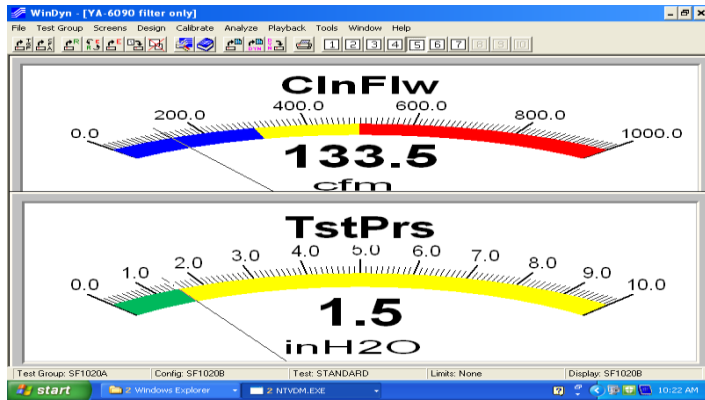 WinDyn - [YA-6090 filter only]
File Test Group Screens Design Calibrate Analyze Playback Tools Window Help
1 2 3 4 5 6 7 8 9 10
ClnFlw
0.0 200.0 400.0 600.0 800.0 1000.0
133.5
cfm
TstPrs
0.0 1.0 2.0 3.0 4.0 5.0 6.0 7.0 8.0 9.0 10.0
1.5
inH2O
Test Group: SF1020A Config: SF1020B Test: STANDARD Limits: None Display: SF1020B
start 2 Windows Explorer 2 NTVDM.EXE 10:22 AM